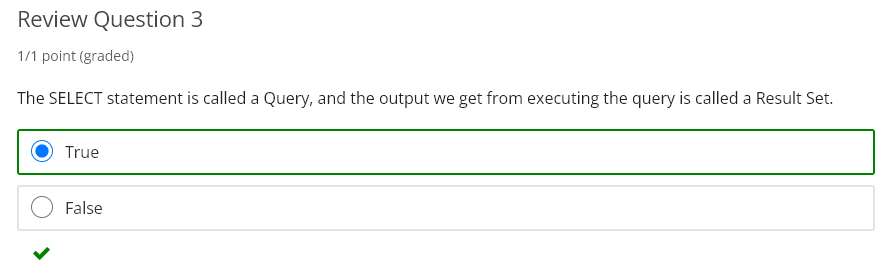 Review Question 3
1/1 point (graded)
The SELECT statement is called a Query, and the output we get from executing the query is called a Result Set.
True
False